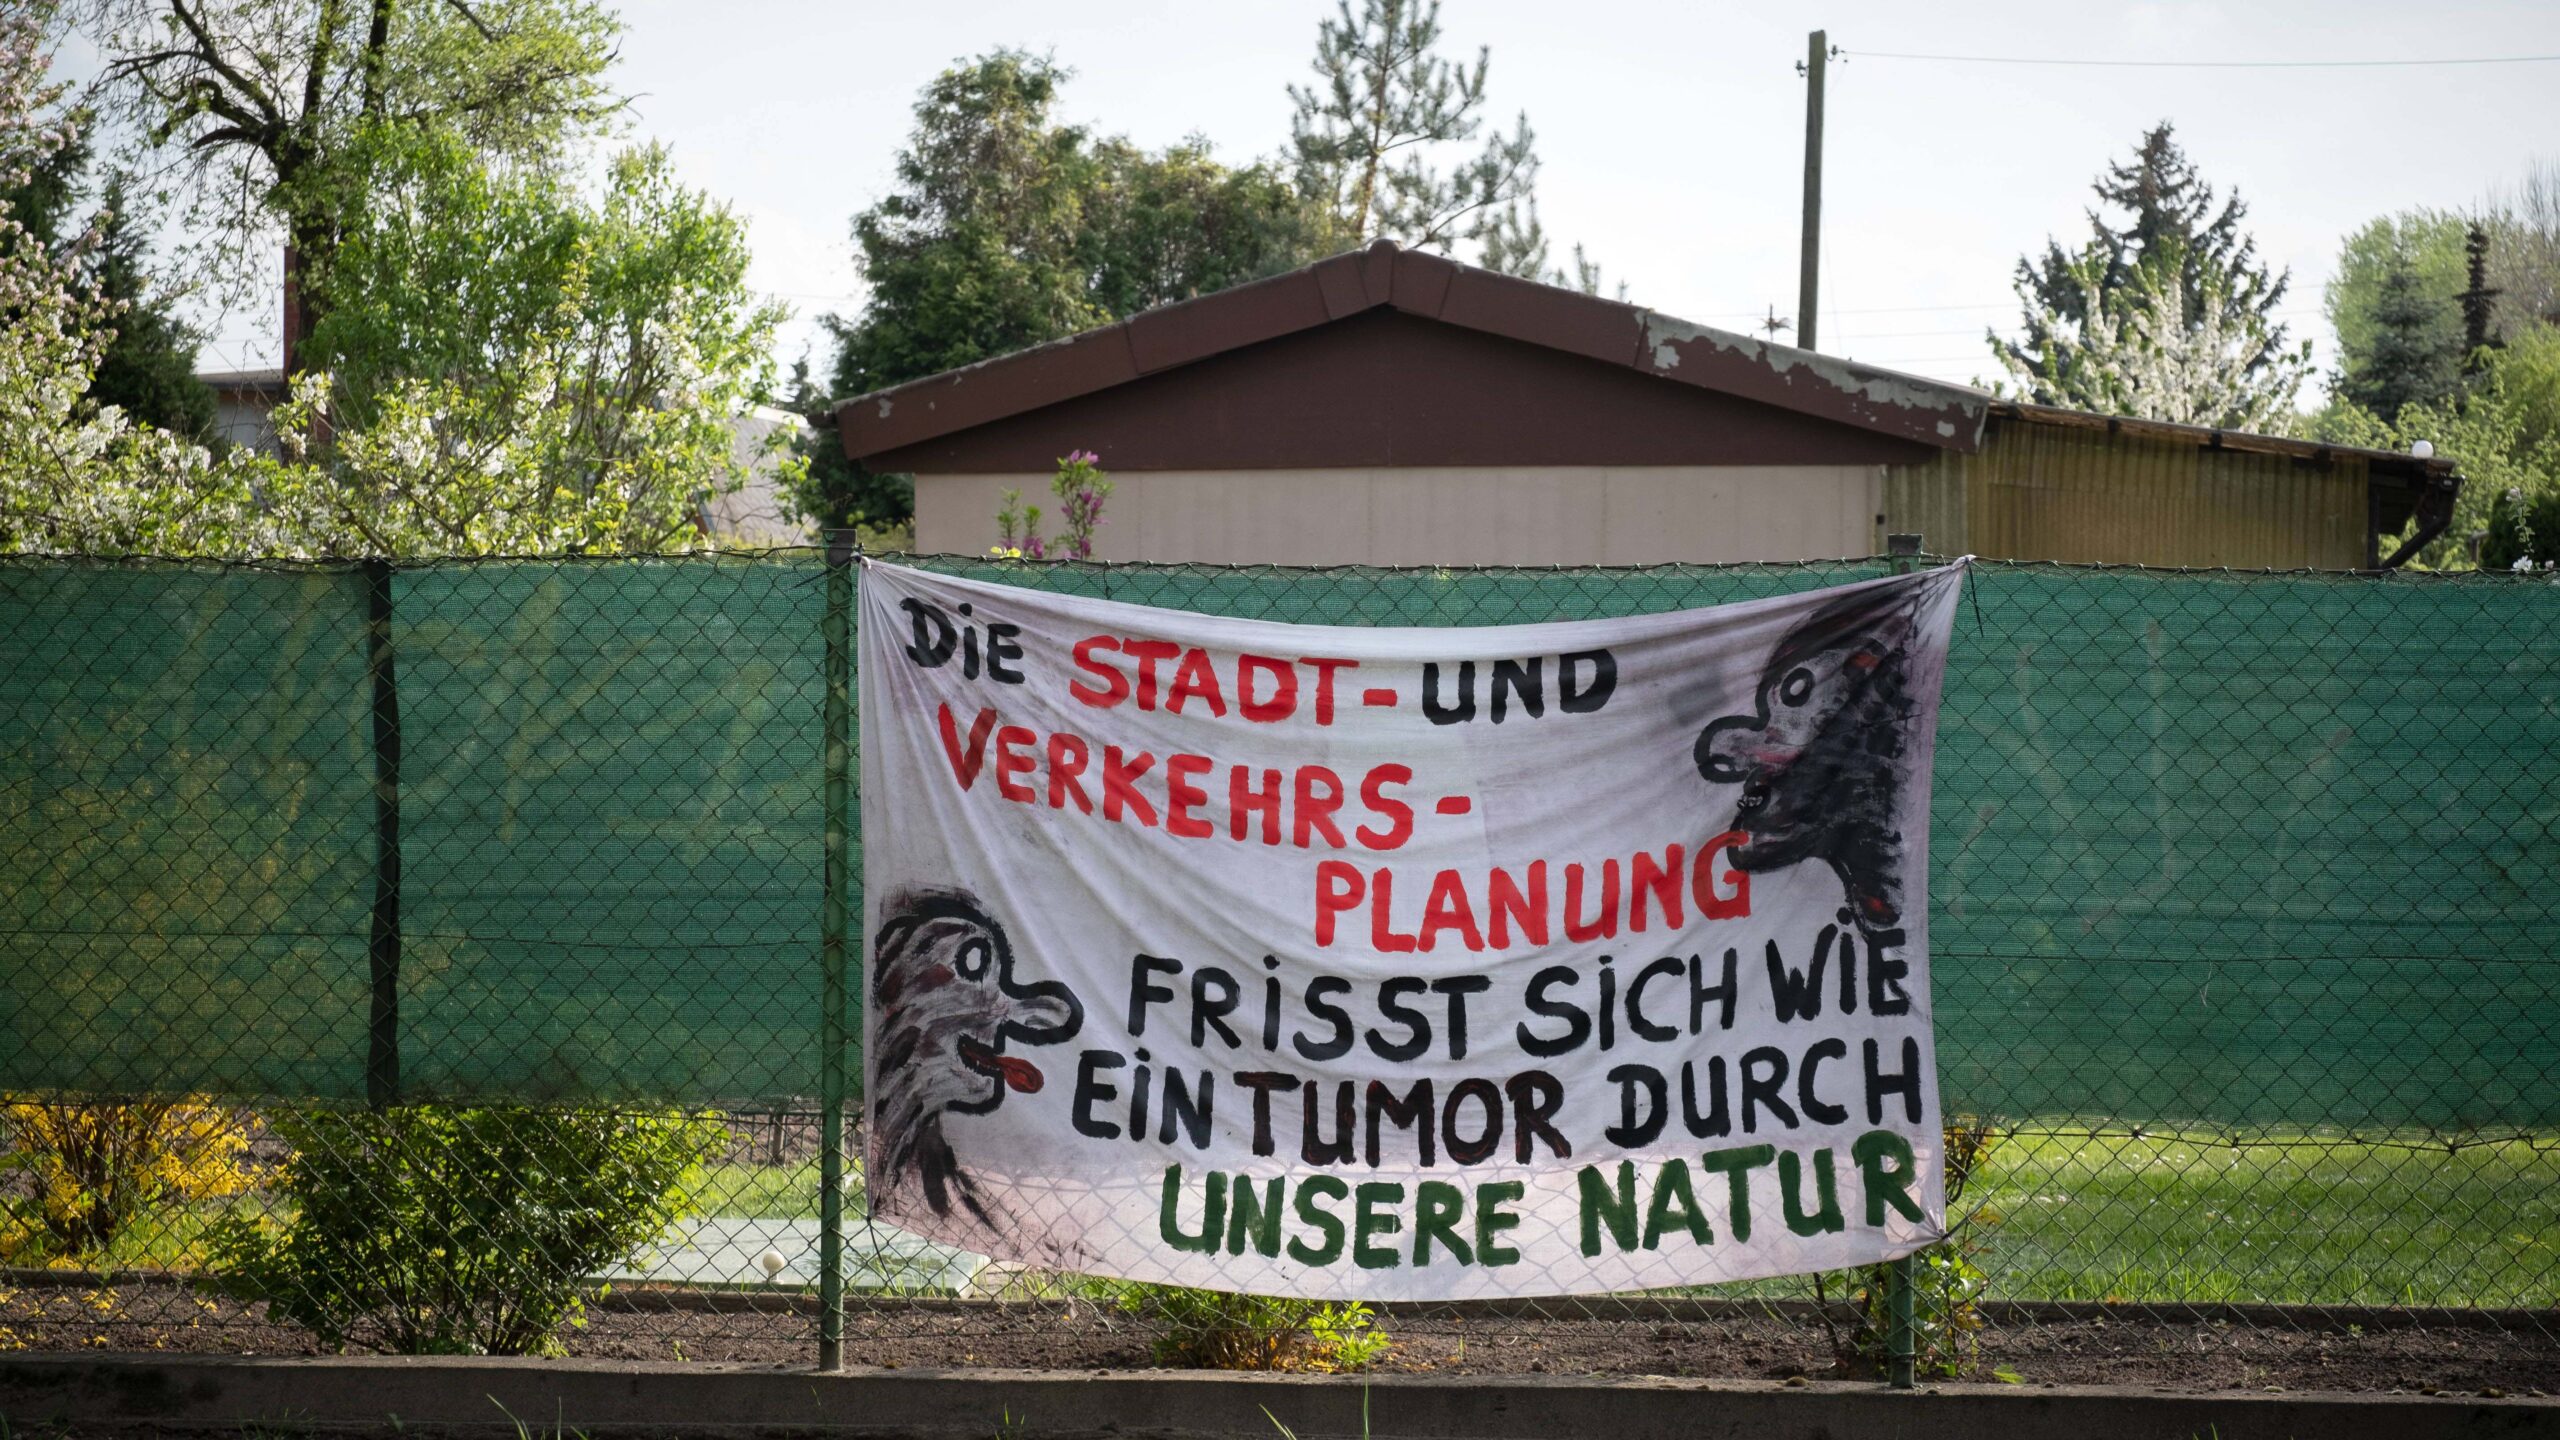 DiE STADT-UND
VERKEHRS-
PLANUNG
FRiSST SiCH WiE
EiN TUMOR DURCH
UNSERE NATUR